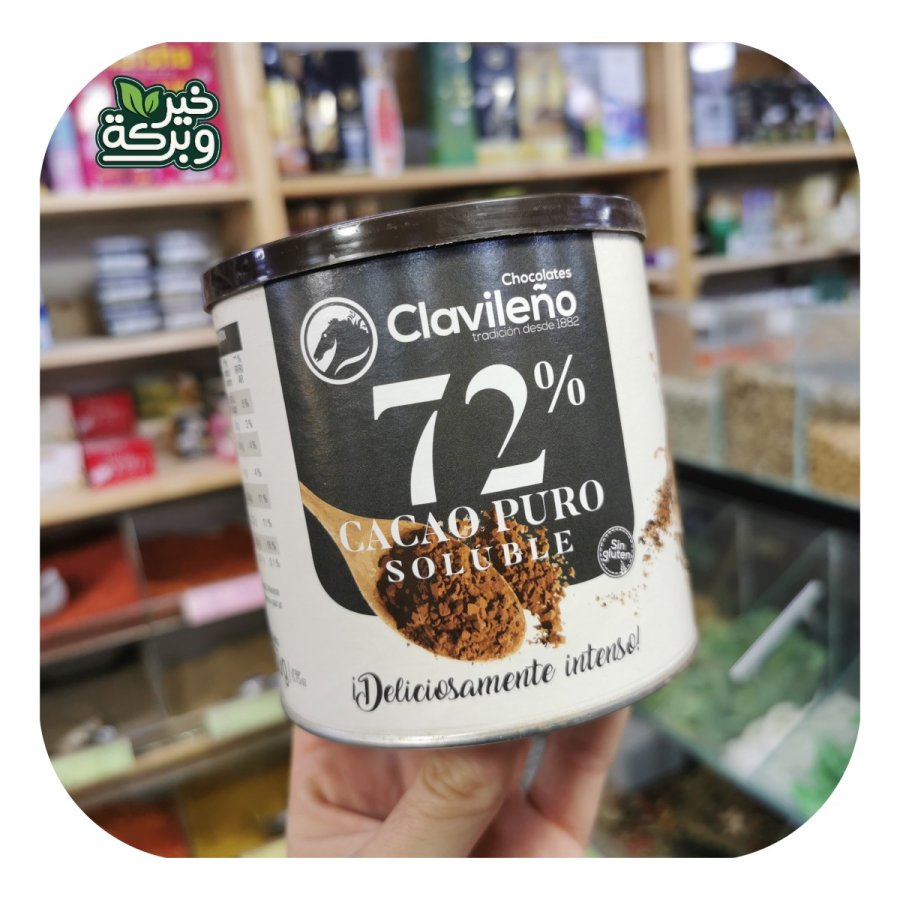 خير
وبركة
Chocolates
Clavileño
tradición desde 1882
72%
CACAO PURO
SOLUBLE
Sin
gluten
¡Deliciosamente intenso!